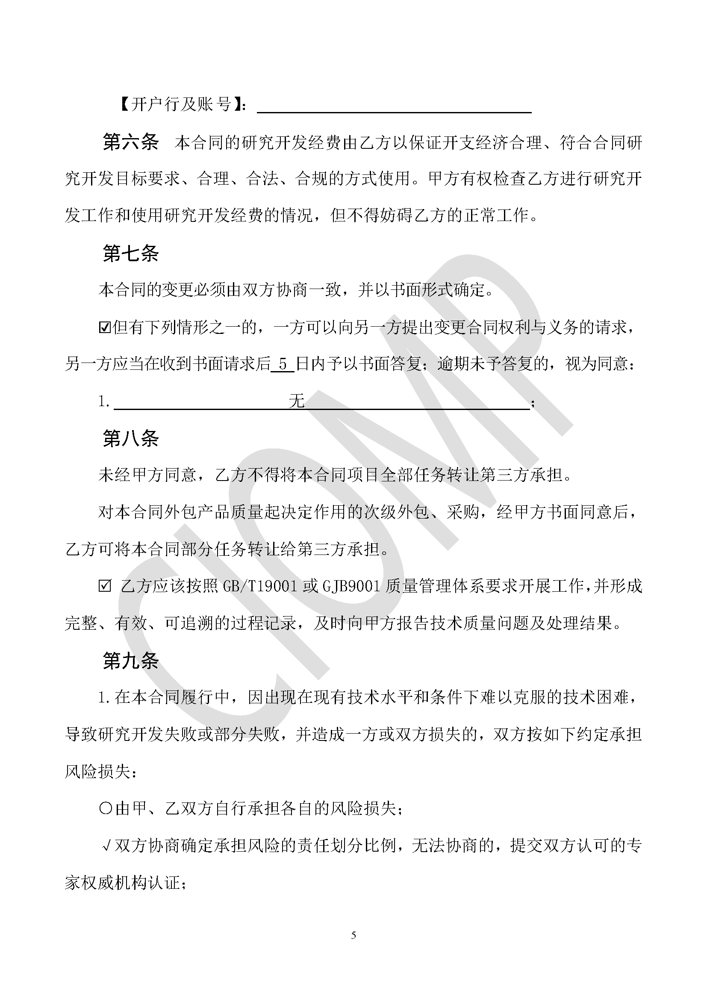 【开户行及账号】：
第六条 本合同的研究开发经费由乙方以保证开支经济合理、符合合同研
究开发目标要求、合理、合法、合规的方式使用。甲方有权检查乙方进行研究开
发工作和使用研究开发经费的情况，但不得妨碍乙方的正常工作。
第七条
本合同的变更必须由双方协商一致，并以书面形式确定。
☑但有下列情形之一的，一方可以向另一方提出变更合同权利与义务的请求，
另一方应当在收到书面请求后 5 日内予以书面答复；逾期未予答复的，视为同意：
1. 无 ；
第八条
未经甲方同意，乙方不得将本合同项目全部任务转让第三方承担。
对本合同外包产品质量起决定作用的次级外包、采购，经甲方书面同意后，
乙方可将本合同部分任务转让给第三方承担。
☑ 乙方应该按照 GB/T19001 或 GJB9001 质量管理体系要求开展工作，并形成
完整、有效、可追溯的过程记录，及时向甲方报告技术质量问题及处理结果。
第九条
1.在本合同履行中，因出现在现有技术水平和条件下难以克服的技术困难，
导致研究开发失败或部分失败，并造成一方或双方损失的，双方按如下约定承担
风险损失：
〇由甲、乙双方自行承担各自的风险损失；
√双方协商确定承担风险的责任划分比例，无法协商的，提交双方认可的专
家权威机构认证；
5
CIOMP